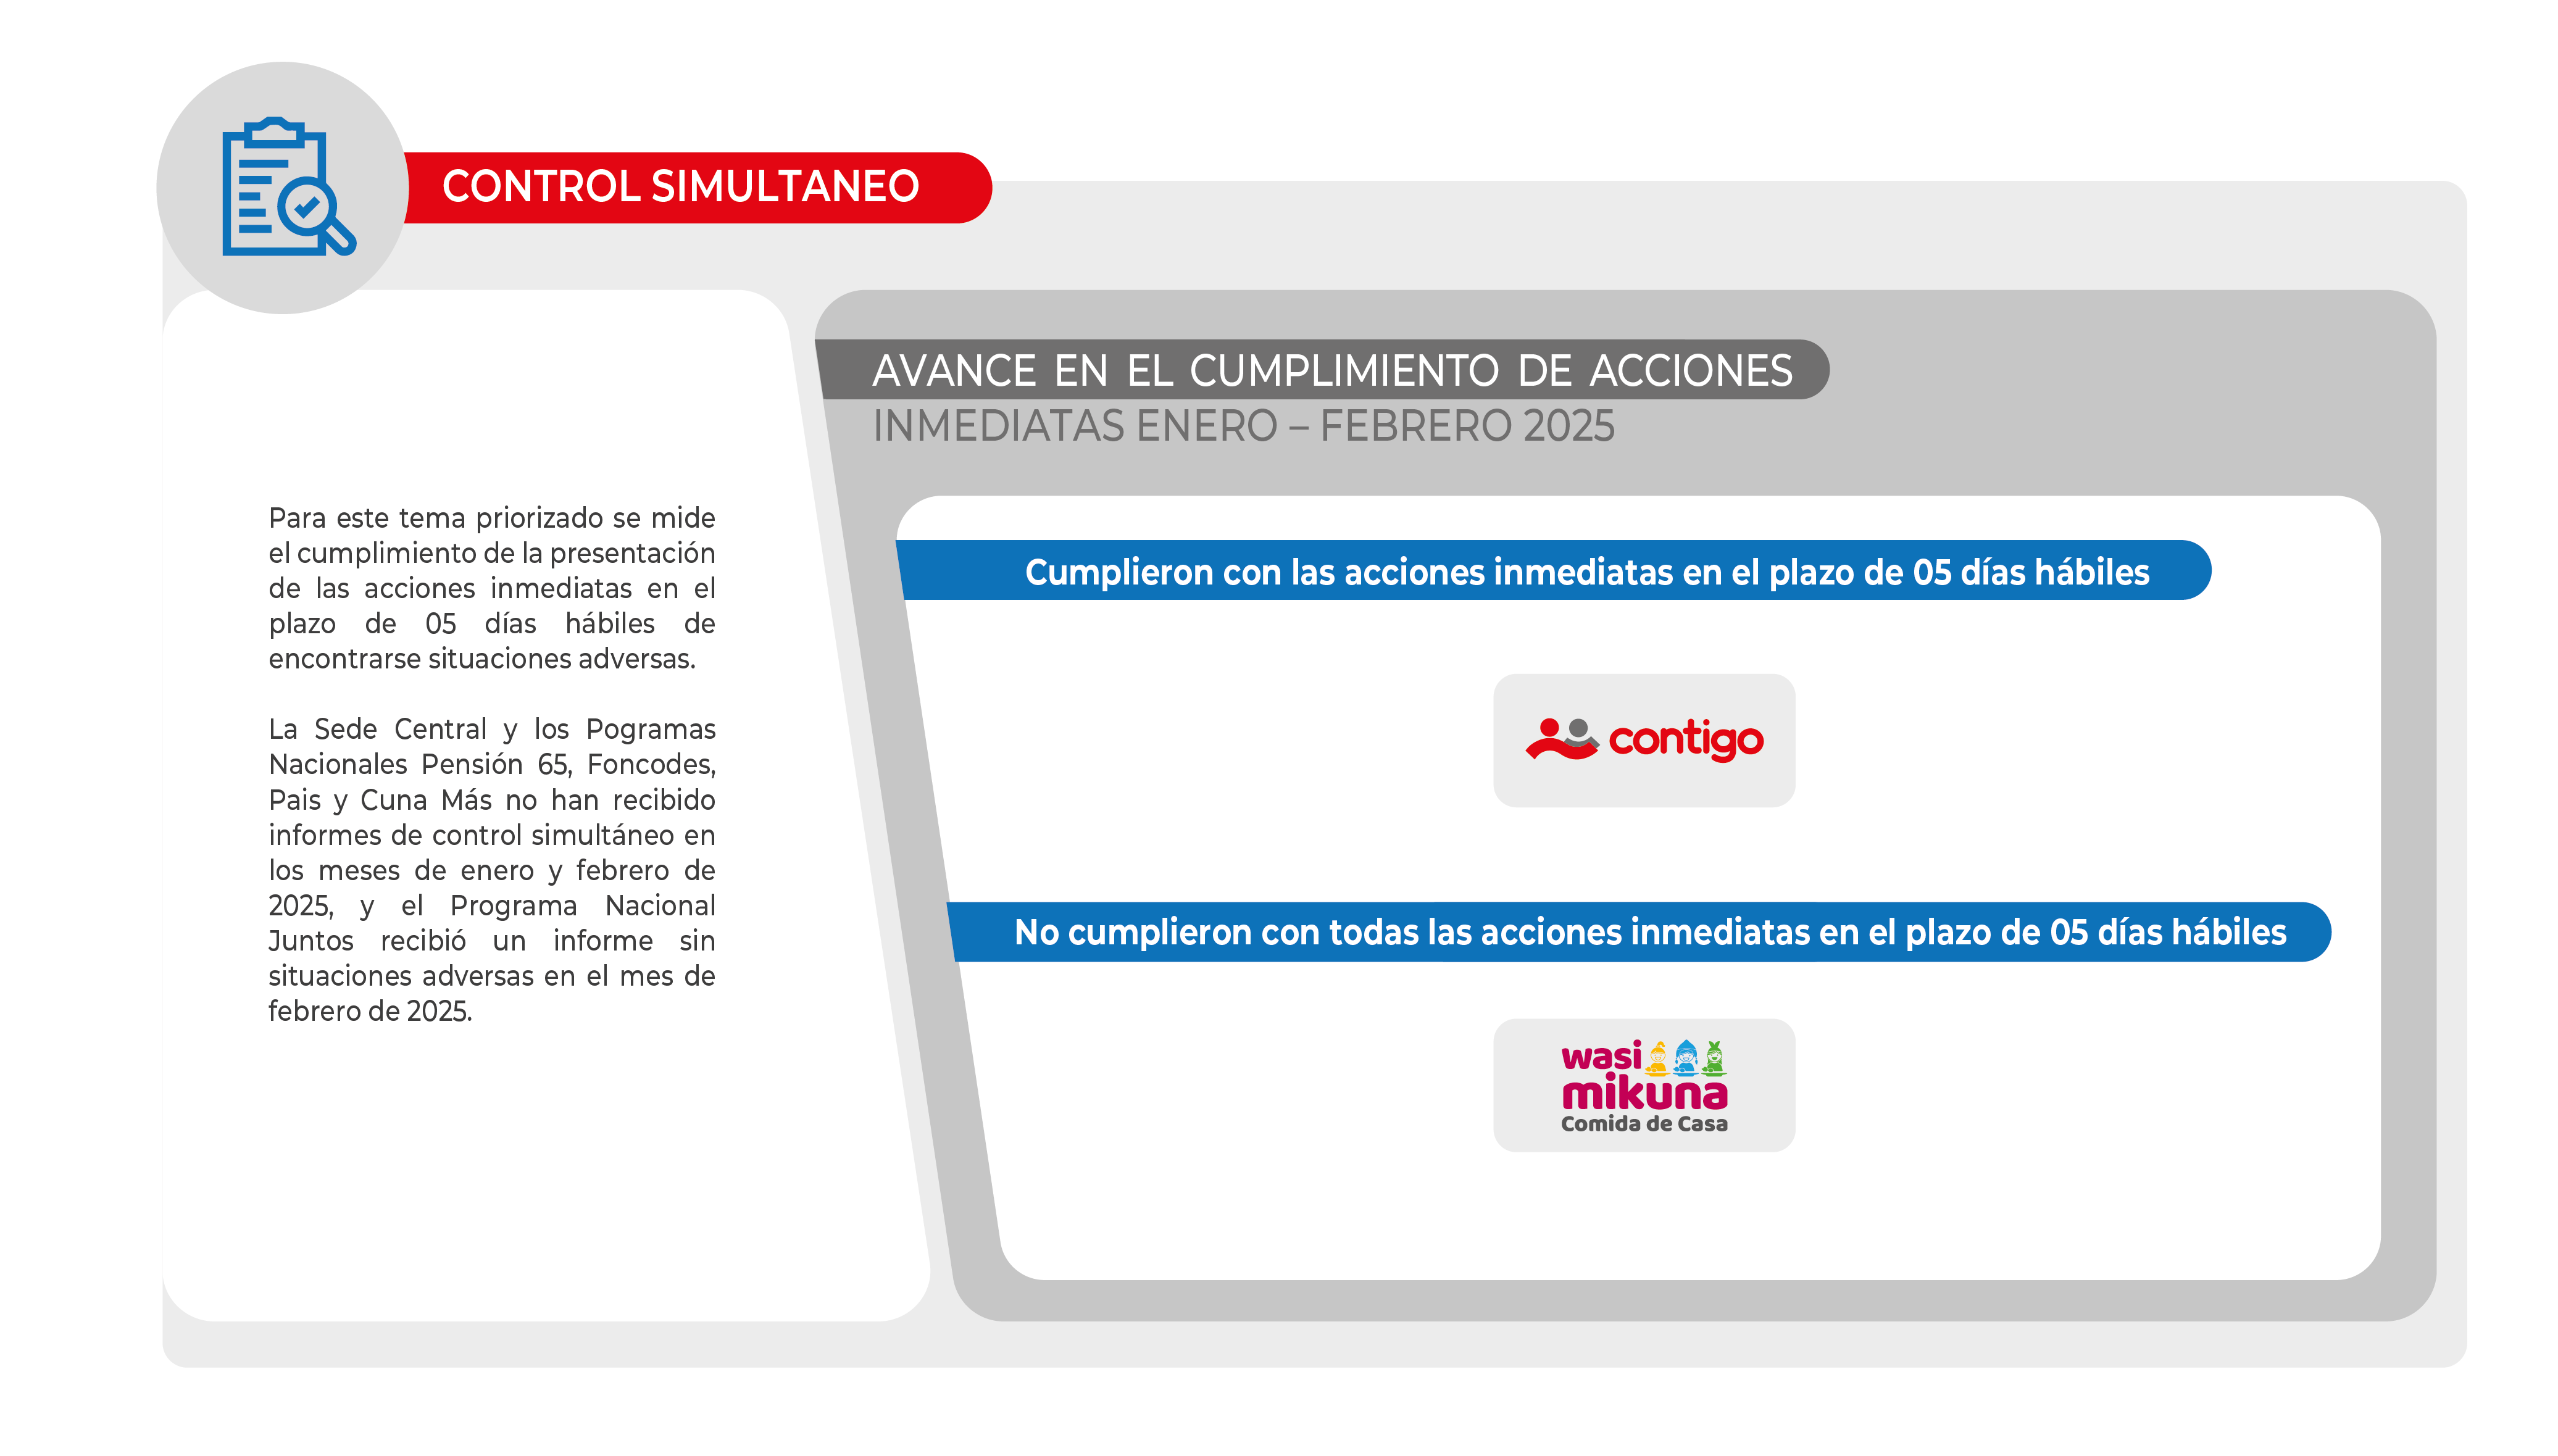 CONTROL SIMULTANEO
Para este tema priorizado se mide
el cumplimiento de la presentación
de las acciones inmediatas en el
plazo de 05 días hábiles de
encontrarse situaciones adversas.
La Sede Central y los Pogramas
Nacionales Pensión 65, Foncodes,
Pais y Cuna Más no han recibido
informes de control simultáneo en
los meses de enero y febrero de
2025, y el Programa Nacional
Juntos recibió un informe sin
situaciones adversas en el mes de
febrero de 2025.
AVANCE EN EL CUMPLIMIENTO DE ACCIONES
INMEDIATAS ENERO – FEBRERO 2025
Cumplieron con las acciones inmediatas en el plazo de 05 días hábiles
contigo
No cumplieron con todas las acciones inmediatas en el plazo de 05 días hábiles
wasi
mikuna
Comida de Casa